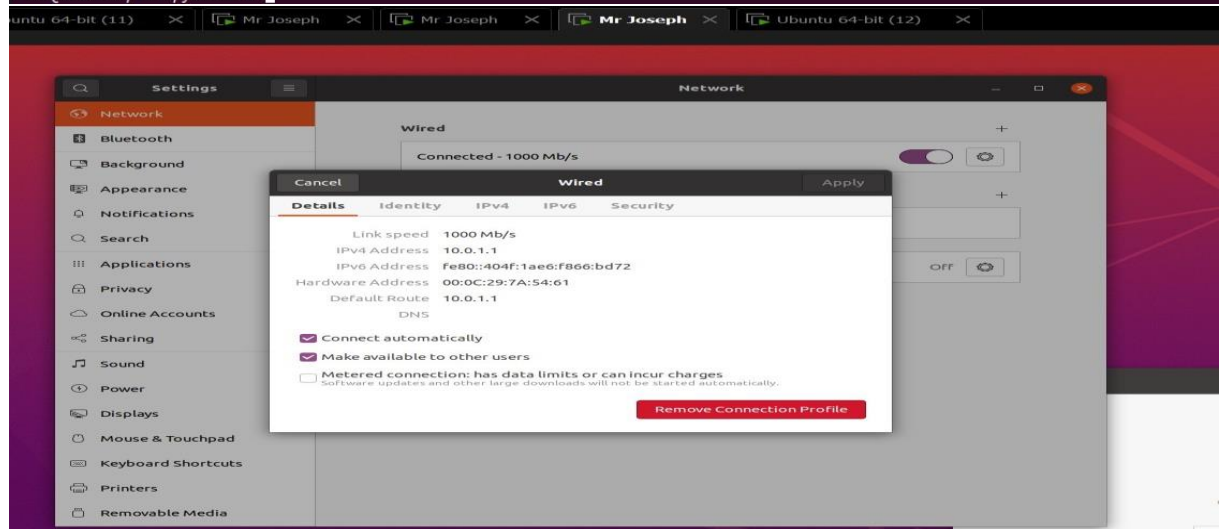 untu 64-bit (11) Mr Joseph Mr Joseph Mr Joseph Ubuntu 64-bit (12)
Settings Network
Network
Bluetooth
Background
Appearance
Notifications
Search
Applications
Privacy
Online Accounts
Sharing
Sound
Power
Displays
Mouse & Touchpad
Keyboard Shortcuts
Printers
Removable Media
Wired
Connected - 1000 Mb/s
Off
Cancel Wired Apply
Details Identity IPv4 IPv6 Security
Link speed 1000 Mb/s
IPv4 Address 10.0.1.1
IPv6 Address fe80::404f:1ae6:f866:bd72
Hardware Address 00:0C:29:7A:54:61
Default Route 10.0.1.1
DNS
Connect automatically
Make available to other users
Metered connection: has data limits or can incur charges
Software updates and other large downloads will not be started automatically.
Remove Connection Profile